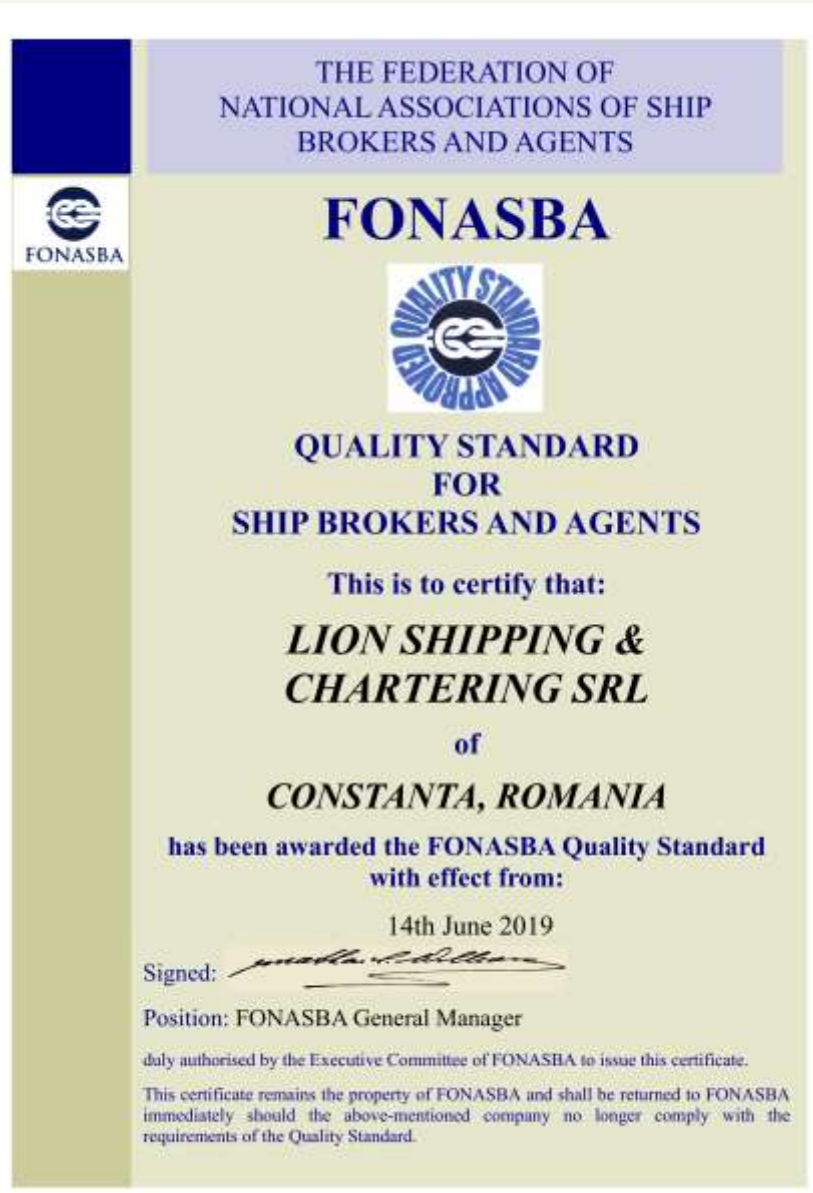 THE FEDERATION OF
NATIONAL ASSOCIATIONS OF SHIP
BROKERS AND AGENTS
FONASBA
FONASBA
QUALITY STANDARD APPROVED
QUALITY STANDARD
FOR
SHIP BROKERS AND AGENTS
This is to certify that:
LION SHIPPING &
CHARTERING SRL
of
CONSTANTA, ROMANIA
has been awarded the FONASBA Quality Standard
with effect from:
14th June 2019
Signed:
Position: FONASBA General Manager
duly authorised by the Executive Committee of FONASBA to issue this certificate.
This certificate remains the property of FONASBA and shall be returned to FONASBA
immediately should the above-mentioned company no longer comply with the
requirements of the Quality Standard.